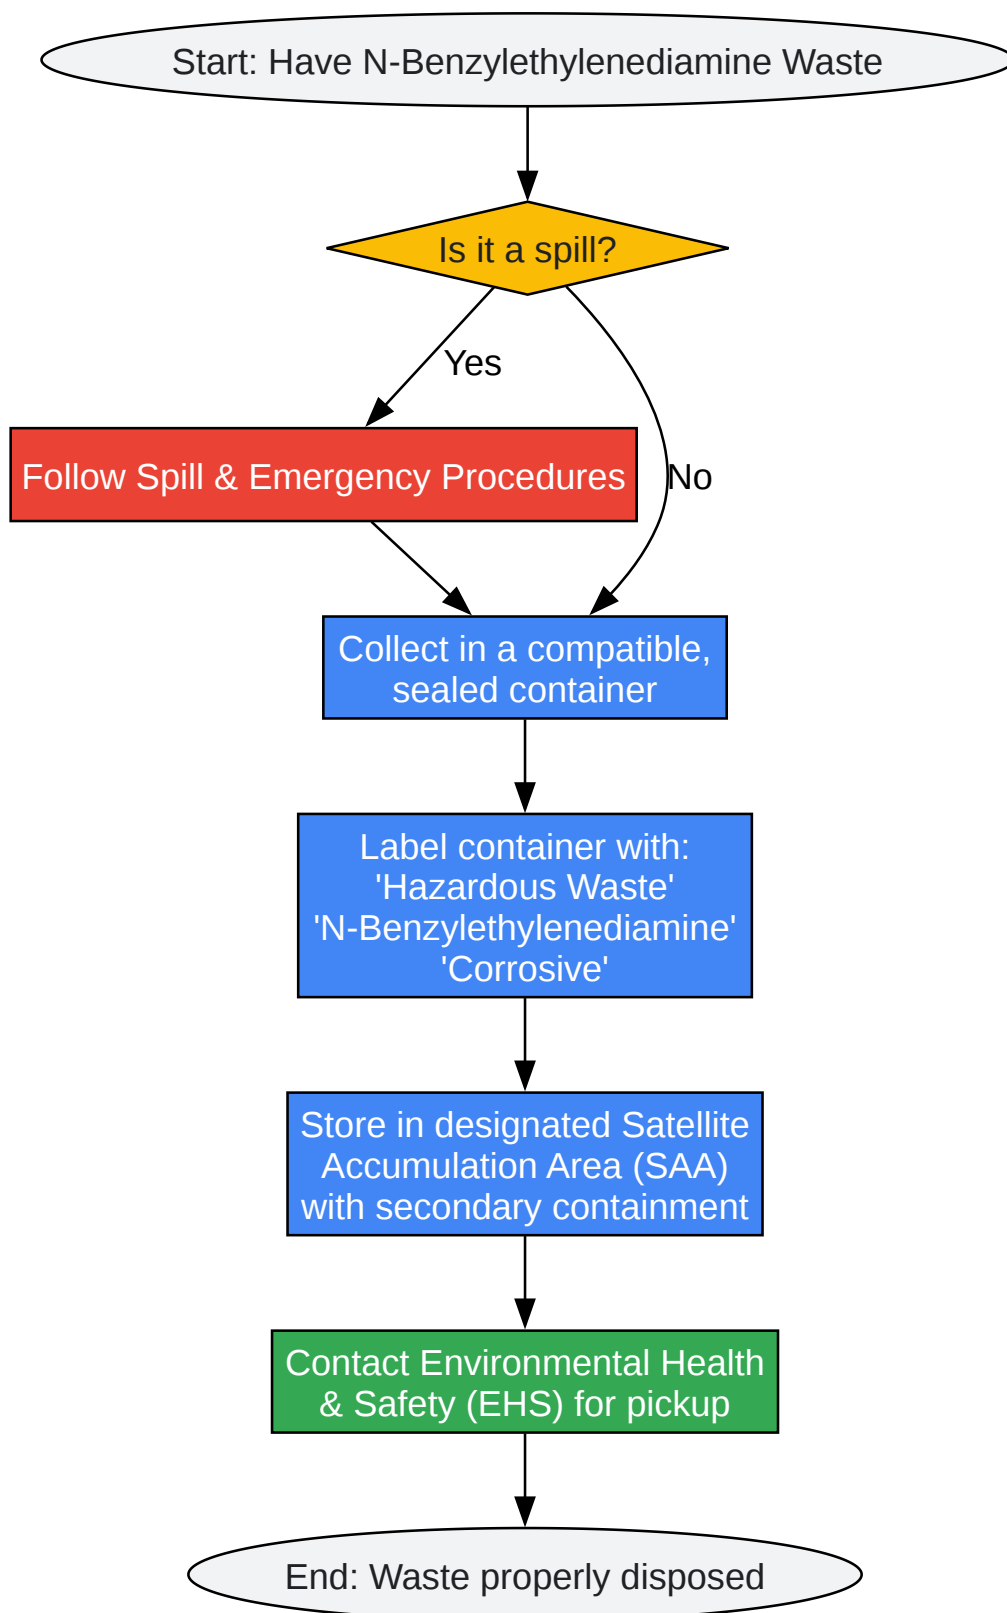 Start: Have N-Benzylethylenediamine Waste
Is it a spill?
Yes
Follow Spill & Emergency Procedures
No
Collect in a compatible,
sealed container
Label container with:
'Hazardous Waste'
'N-Benzylethylenediamine'
'Corrosive'
Store in designated Satellite
Accumulation Area (SAA)
with secondary containment
Contact Environmental Health
& Safety (EHS) for pickup
End: Waste properly disposed